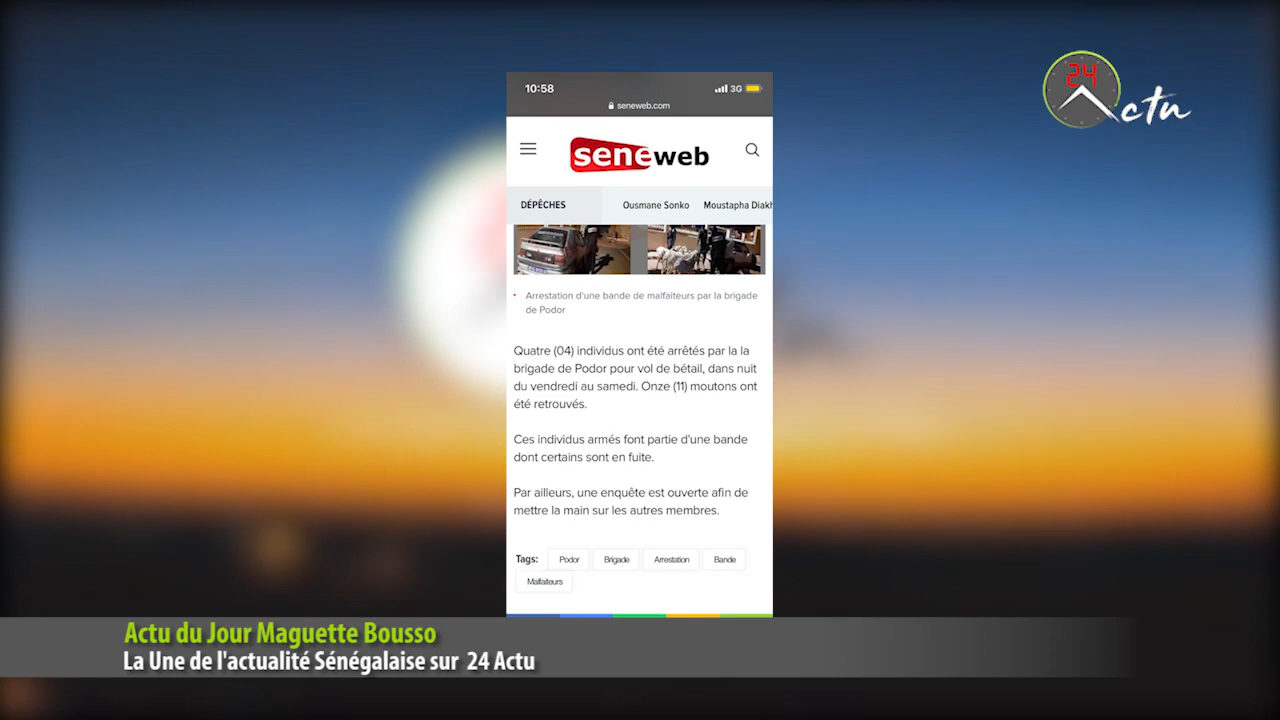 24
Actu
10:58
3G
seneweb.com
seneweb
DÉPÊCHES
Ousmane Sonko
Moustapha Diakh
Arrestation d'une bande de malfaiteurs par la brigade
de Podor
Quatre (04) individus ont été arrêtés par la la
brigade de Podor pour vol de bétail, dans nuit
du vendredi au samedi. Onze (11) moutons ont
été retrouvés.
Ces individus armés font partie d'une bande
dont certains sont en fuite.
Par ailleurs, une enquête est ouverte afin de
mettre la main sur les autres membres.
Tags: Podor Brigade Arrestation Bande
Malfaiteurs
Actu du Jour Maguette Bousso
La Une de l'actualité Sénégalaise sur 24 Actu